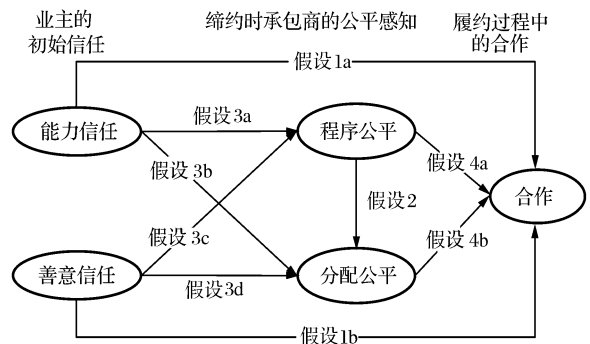 业主的
初始信任
缔约时承包商的公平感知
履约过程中
的合作
假设1a
能力信任
假设3a
程序公平
假设3b
假设4a
假设2
合作
假设3c
假设4b
善意信任
假设3d
分配公平
假设1b